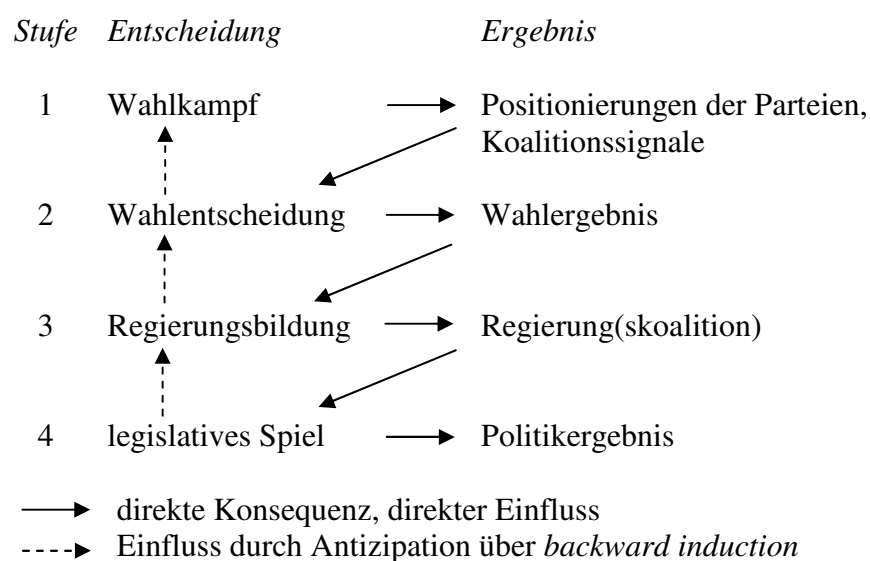 Stufe Entscheidung Ergebnis
1 Wahlkampf Positionierungen der Parteien,
Koalitionssignale
2 Wahlentscheidung Wahlergebnis
3 Regierungsbildung Regierung(skoalition)
4 legislatives Spiel Politikergebnis
direkte Konsequenz, direkter Einfluss
Einfluss durch Antizipation über backward induction